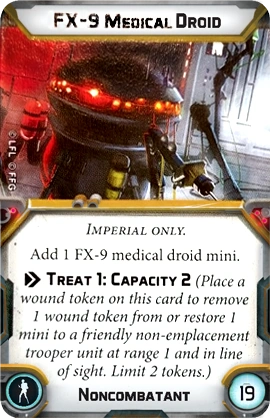 FX-9 Medical Droid
© LFL © FFG
Imperial only.
Add 1 FX-9 medical droid mini.
Treat 1: Capacity 2 (Place a
wound token on this card to remove
1 wound token from or restore 1
mini to a friendly non-emplacement
trooper unit at range 1 and in line
of sight. Limit 2 tokens.)
Noncombatant
19